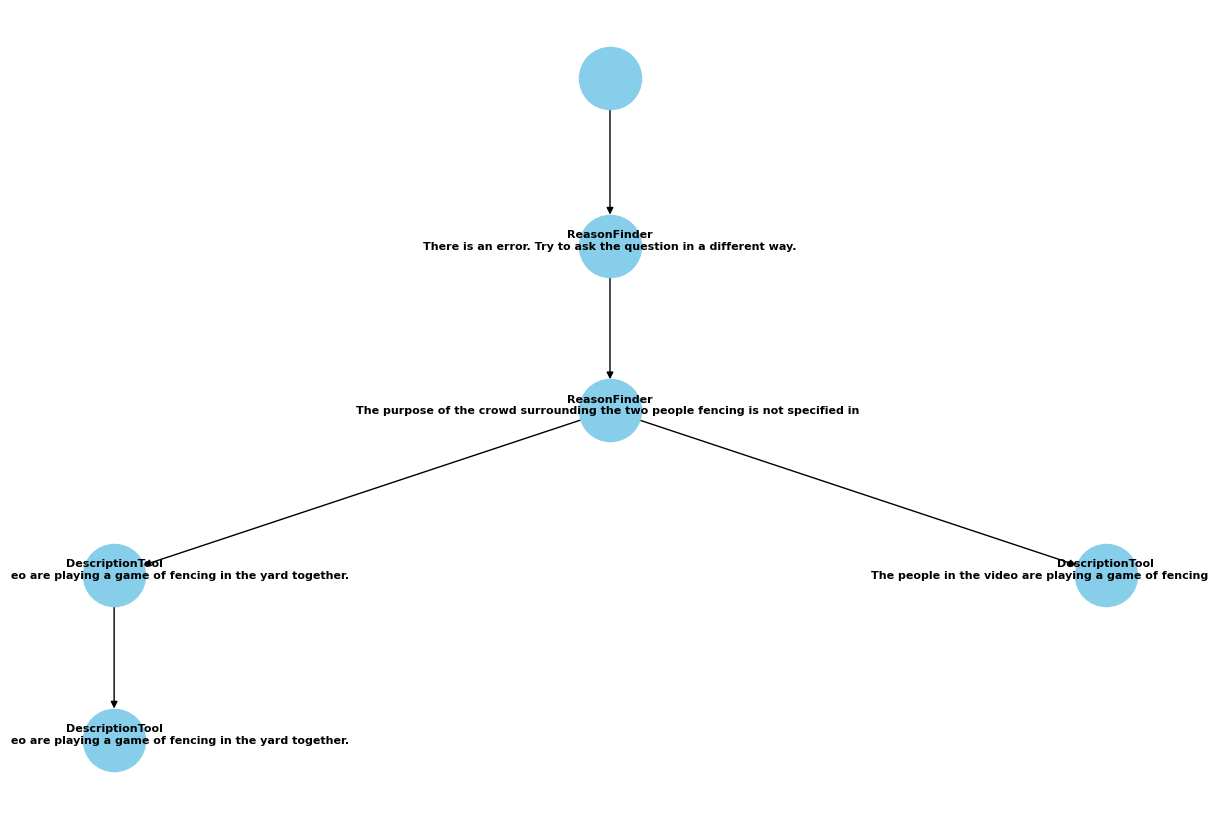 ReasonFinder
There is an error. Try to ask the question in a different way.
ReasonFinder
The purpose of the crowd surrounding the two people fencing is not specified in
DescriptionTool
eo are playing a game of fencing in the yard together.
DescriptionTool
The people in the video are playing a game of fencing
DescriptionTool
eo are playing a game of fencing in the yard together.